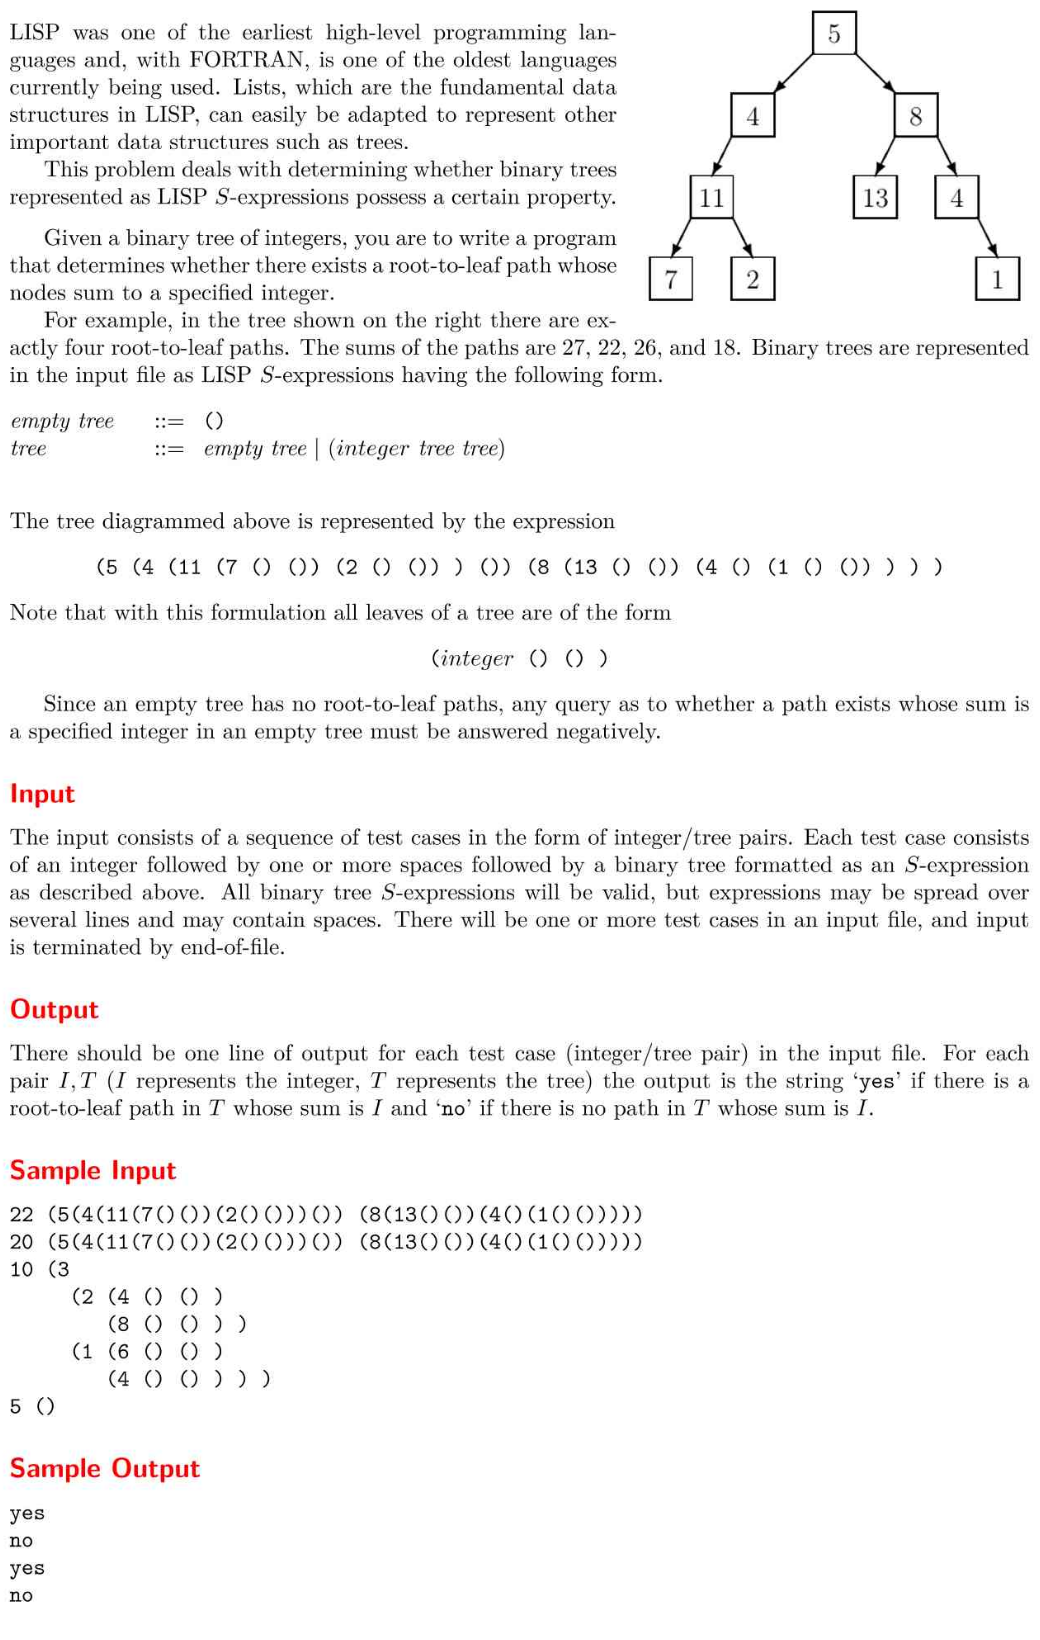 LISP was one of the earliest high-level programming lan-
guages and, with FORTRAN, is one of the oldest languages
currently being used. Lists, which are the fundamental data
structures in LISP, can easily be adapted to represent other
important data structures such as trees.
This problem deals with determining whether binary trees
represented as LISP S-expressions possess a certain property.
Given a binary tree of integers, you are to write a program
that determines whether there exists a root-to-leaf path whose
nodes sum to a specified integer.
5
4 8
11 13 4
7 2 1
For example, in the tree shown on the right there are ex-
actly four root-to-leaf paths. The sums of the paths are 27, 22, 26, and 18. Binary trees are represented
in the input file as LISP S-expressions having the following form.
empty tree ::= ()
tree ::= empty tree | (integer tree tree)
The tree diagrammed above is represented by the expression
(5 (4 (11 (7 () ()) (2 () ()) ) ()) (8 (13 () ()) (4 () (1 () ()) ) ) )
Note that with this formulation all leaves of a tree are of the form
(integer () () )
Since an empty tree has no root-to-leaf paths, any query as to whether a path exists whose sum is
a specified integer in an empty tree must be answered negatively.
Input
The input consists of a sequence of test cases in the form of integer/tree pairs. Each test case consists
of an integer followed by one or more spaces followed by a binary tree formatted as an S-expression
as described above. All binary tree S-expressions will be valid, but expressions may be spread over
several lines and may contain spaces. There will be one or more test cases in an input file, and input
is terminated by end-of-file.
Output
There should be one line of output for each test case (integer/tree pair) in the input file. For each
pair I, T (I represents the integer, T represents the tree) the output is the string ‘yes’ if there is a
root-to-leaf path in T whose sum is I and ‘no’ if there is no path in T whose sum is I.
Sample Input
22 (5(4(11(7()())(2()()))()) (8(13()())(4()(1()()))))
20 (5(4(11(7()())(2()()))()) (8(13()())(4()(1()()))))
10 (3
(2 (4 () () )
(8 () () ) )
(1 (6 () () )
(4 () () ) ) )
5 ()
Sample Output
yes
no
yes
no